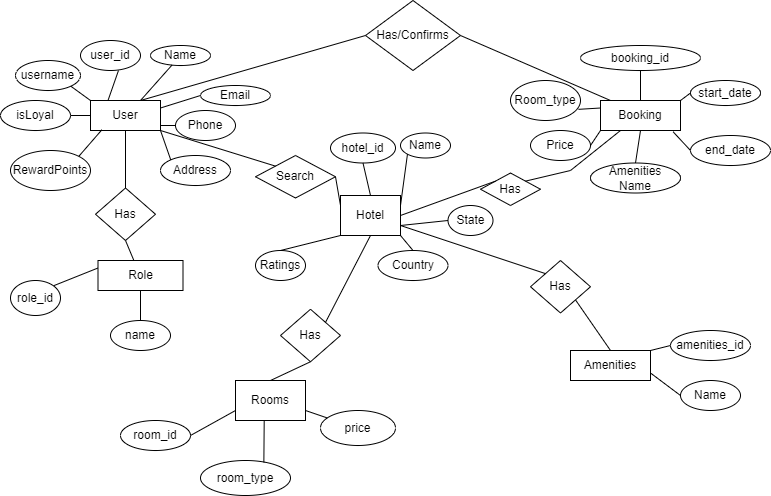 Has/Confirms
user_id
Name
username
Email
isLoyal
User
Phone
RewardPoints
Address
booking_id
Room_type
start_date
Booking
Price
end_date
Amenities
Name
hotel_id
Name
Search
Has
Hotel
State
Ratings
Country
Has
Role
role_id
name
Has
Has
Rooms
room_id
price
room_type
Amenities
amenities_id
Name